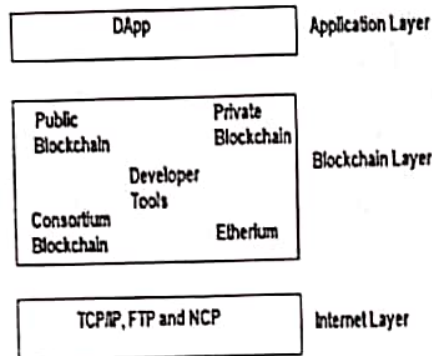 DApp
Application Layer
Public
Blockchain
Private
Blockchain
Developer
Tools
Blockchain Layer
Consortium
Blockchain
Etherium
TCP/IP, FTP and NCP
Internet Layer